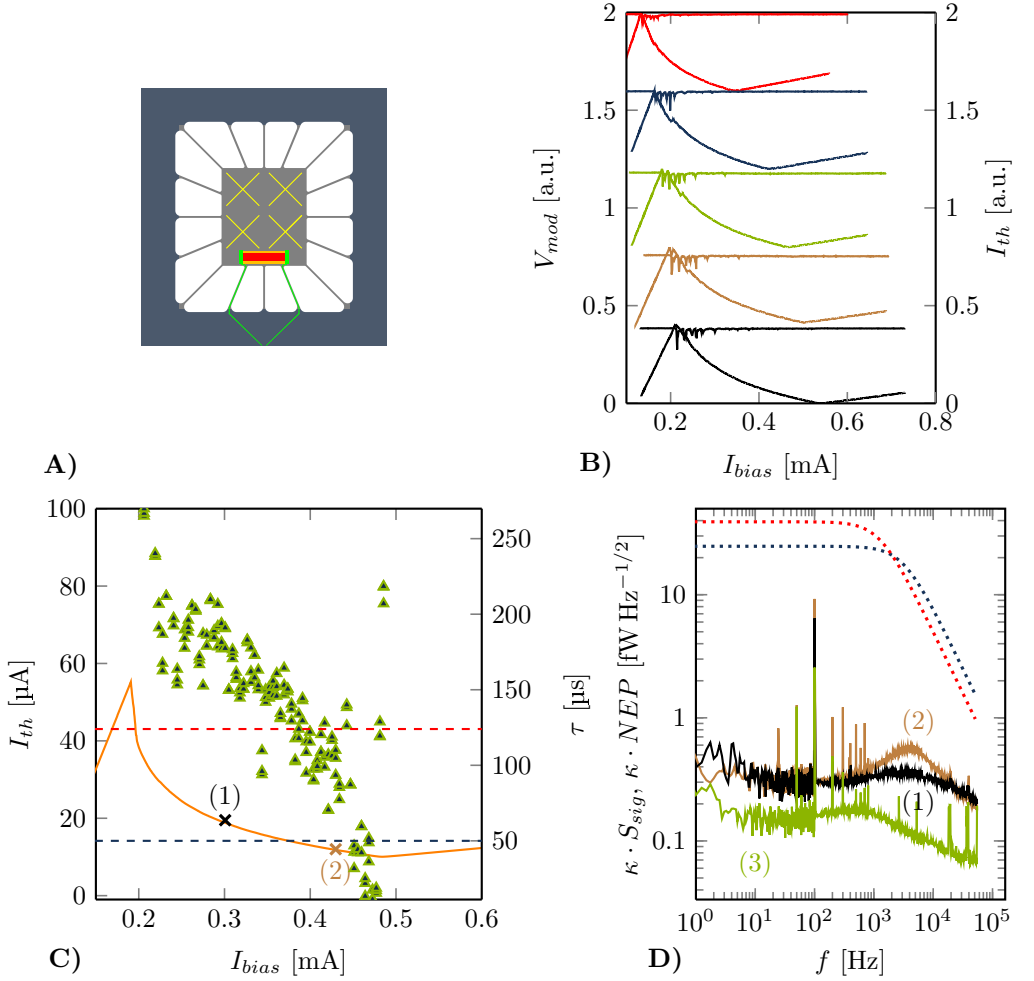 A)
2
1.5
1
0.5
0
V_mod [a.u.]
2
1.5
1
0.5
0
I_th [a.u.]
0.2 0.4 0.6 0.8
I_bias [mA]
B)
100
80
60
40
20
0
I_th [µA]
250
200
150
100
50
τ [µs]
(1)
(2)
0.2 0.3 0.4 0.5 0.6
I_bias [mA]
C)
10
1
0.1
κ · S_sig, κ · NEP [fW Hz^−1/2]
(2)
(1)
(3)
10^0 10^1 10^2 10^3 10^4 10^5
f [Hz]
D)